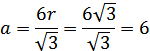 a = 6r/√3 = 6√3/√3 = 6